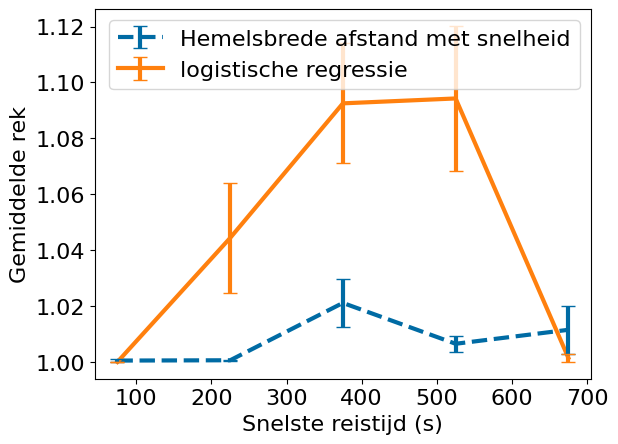 Hemelsbrede afstand met snelheid
logistische regressie
Gemiddelde rek
1.12
1.10
1.08
1.06
1.04
1.02
1.00
100 200 300 400 500 600 700
Snelste reistijd (s)